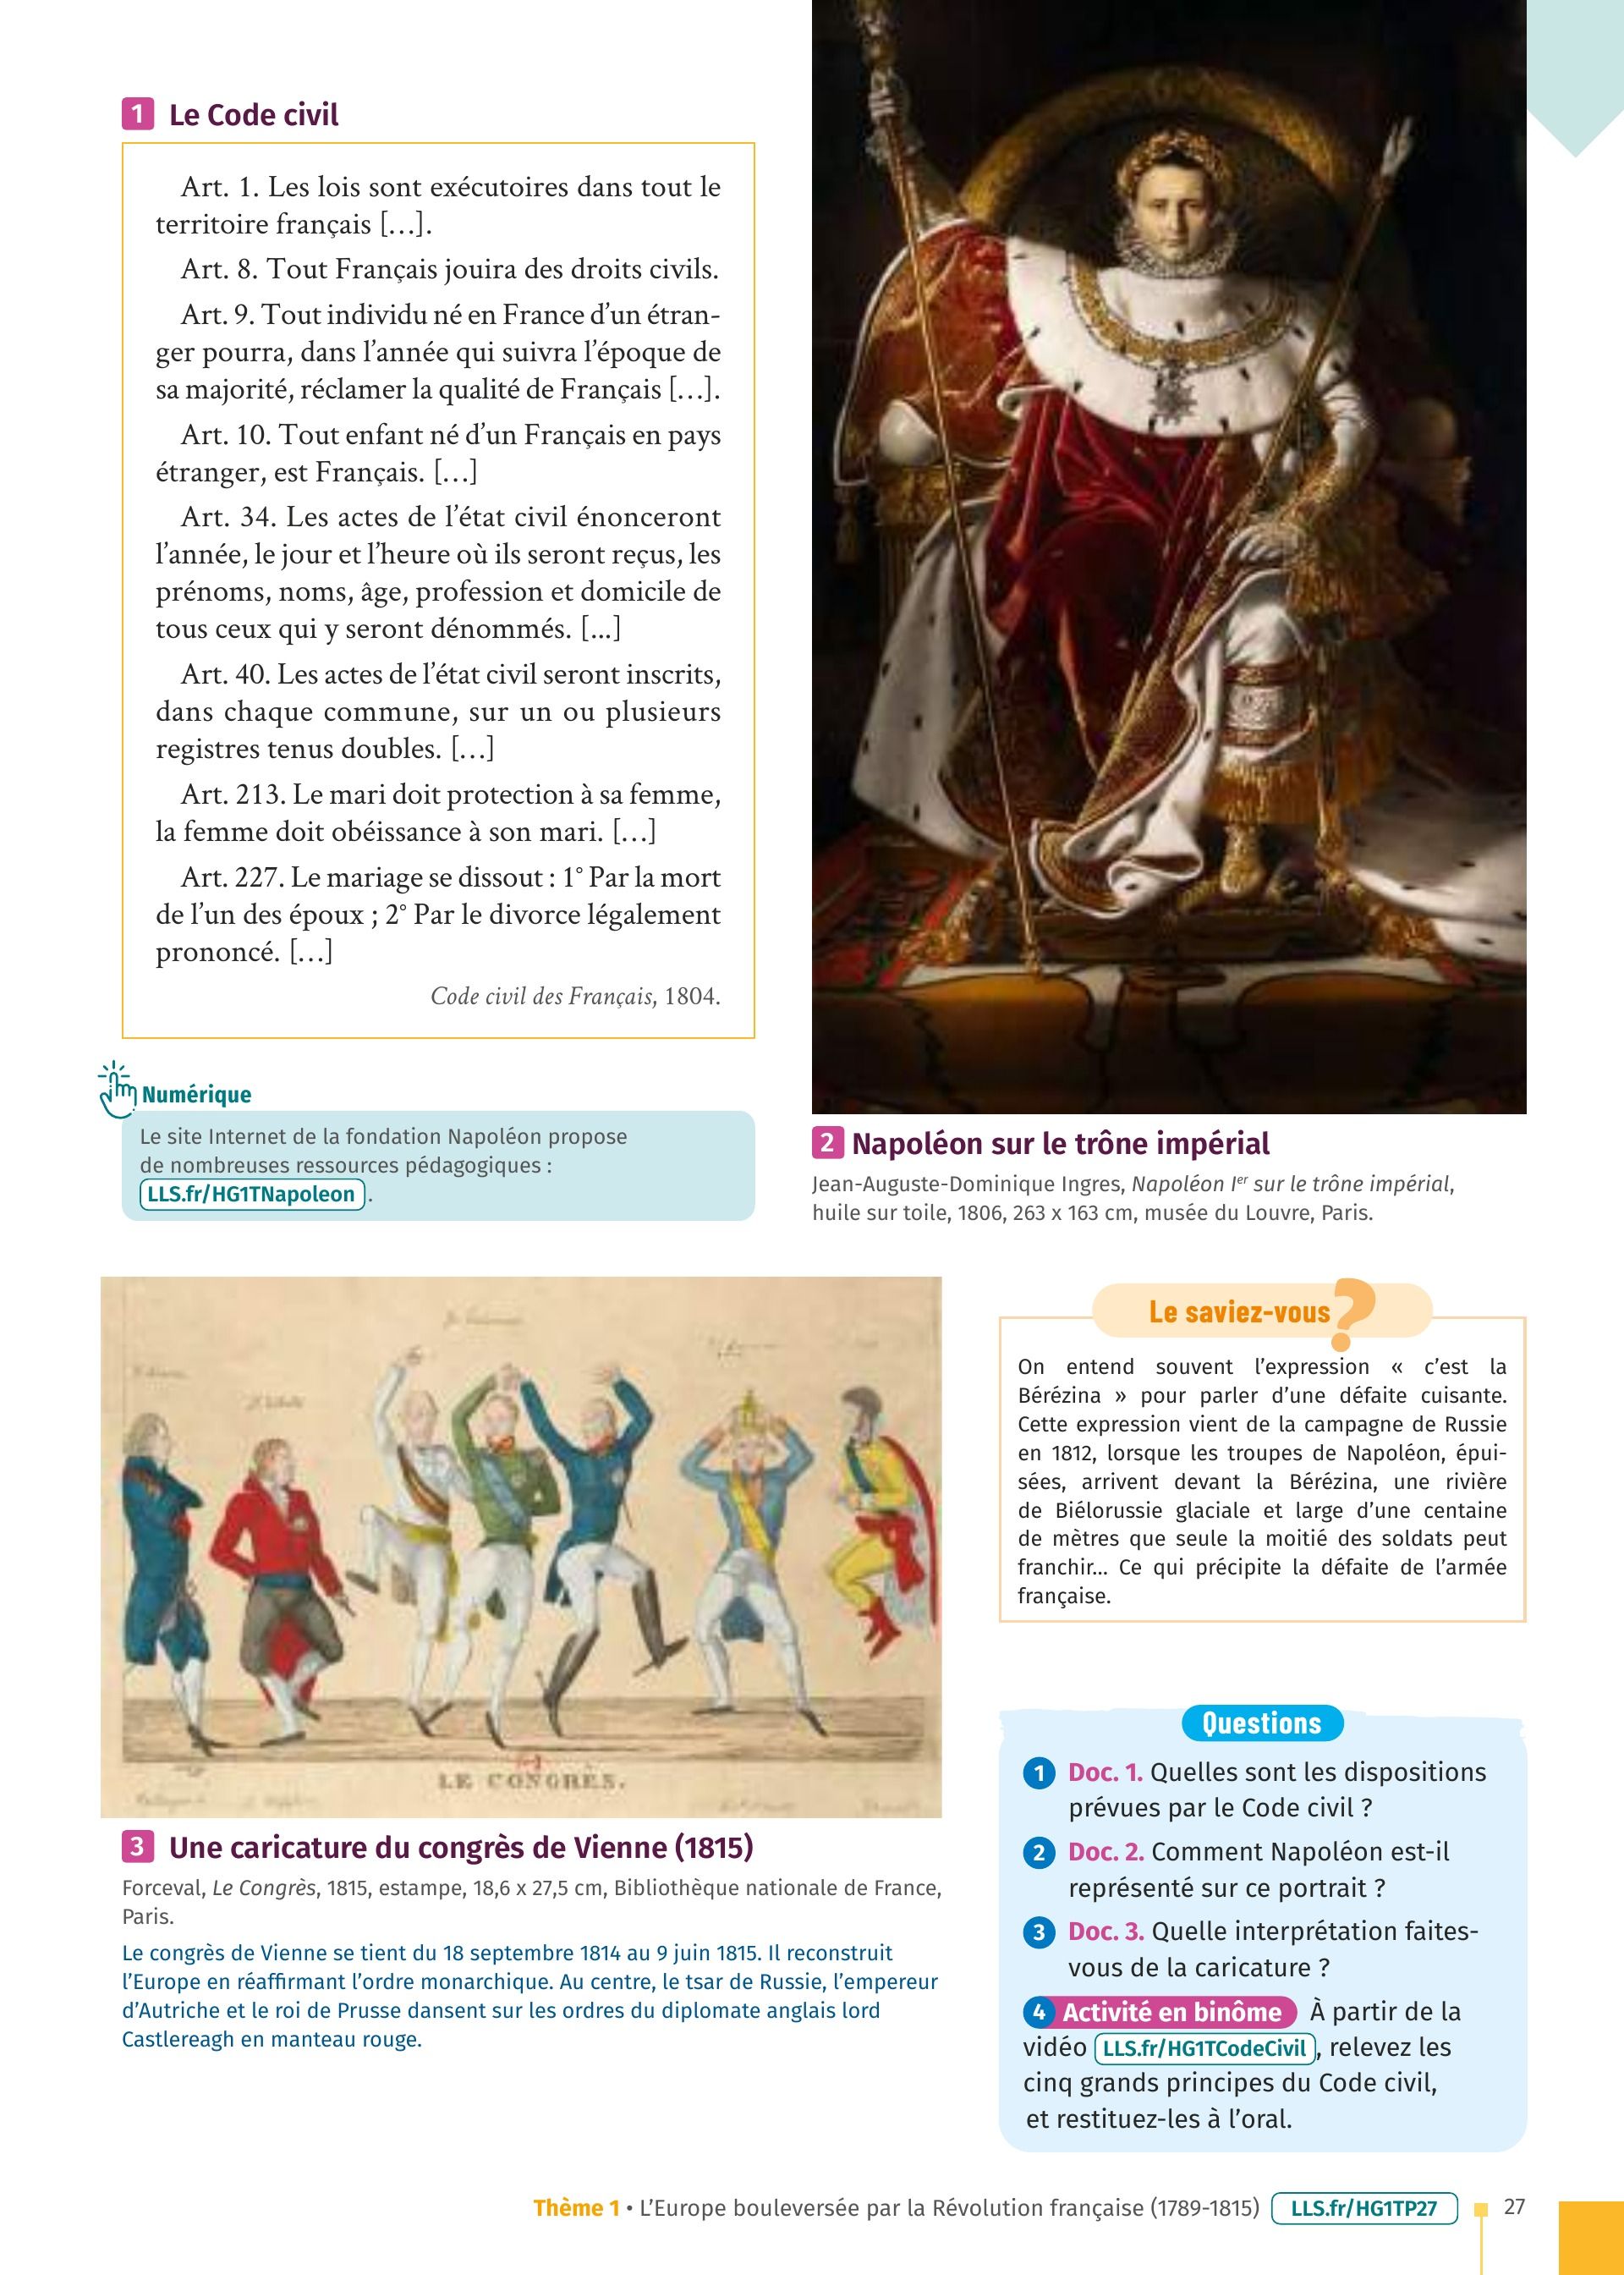 1 Le Code civil
Art. 1. Les lois sont exécutoires dans tout le
territoire français […].
Art. 8. Tout Français jouira des droits civils.
Art. 9. Tout individu né en France d’un étran-
ger pourra, dans l’année qui suivra l’époque de
sa majorité, réclamer la qualité de Français […].
Art. 10. Tout enfant né d’un Français en pays
étranger, est Français. […]
Art. 34. Les actes de l’état civil énonceront
l’année, le jour et l’heure où ils seront reçus, les
prénoms, noms, âge, profession et domicile de
tous ceux qui y seront dénommés. [...]
Art. 40. Les actes de l’état civil seront inscrits,
dans chaque commune, sur un ou plusieurs
registres tenus doubles. […]
Art. 213. Le mari doit protection à sa femme,
la femme doit obéissance à son mari. […]
Art. 227. Le mariage se dissout : 1° Par la mort
de l’un des époux ; 2° Par le divorce légalement
prononcé. […]
Code civil des Français, 1804.
Numérique
Le site Internet de la fondation Napoléon propose
de nombreuses ressources pédagogiques :
LLS.fr/HG1TNapoleon .
2 Napoléon sur le trône impérial
Jean-Auguste-Dominique Ingres, Napoléon Ier sur le trône impérial,
huile sur toile, 1806, 263 x 163 cm, musée du Louvre, Paris.
LE CONGRÈS.
3 Une caricature du congrès de Vienne (1815)
Forceval, Le Congrès, 1815, estampe, 18,6 x 27,5 cm, Bibliothèque nationale de France,
Paris.
Le congrès de Vienne se tient du 18 septembre 1814 au 9 juin 1815. Il reconstruit
l’Europe en réaffirmant l’ordre monarchique. Au centre, le tsar de Russie, l’empereur
d’Autriche et le roi de Prusse dansent sur les ordres du diplomate anglais lord
Castlereagh en manteau rouge.
Le saviez-vous ?
On entend souvent l’expression « c’est la
Bérézina » pour parler d’une défaite cuisante.
Cette expression vient de la campagne de Russie
en 1812, lorsque les troupes de Napoléon, épui-
sées, arrivent devant la Bérézina, une rivière
de Biélorussie glaciale et large d’une centaine
de mètres que seule la moitié des soldats peut
franchir... Ce qui précipite la défaite de l’armée
française.
Questions
1 Doc. 1. Quelles sont les dispositions
prévues par le Code civil ?
2 Doc. 2. Comment Napoléon est-il
représenté sur ce portrait ?
3 Doc. 3. Quelle interprétation faites-
vous de la caricature ?
4 Activité en binôme À partir de la
vidéo LLS.fr/HG1TCodeCivil , relevez les
cinq grands principes du Code civil,
et restituez-les à l’oral.
Thème 1 • L’Europe bouleversée par la Révolution française (1789-1815) LLS.fr/HG1TP27 27